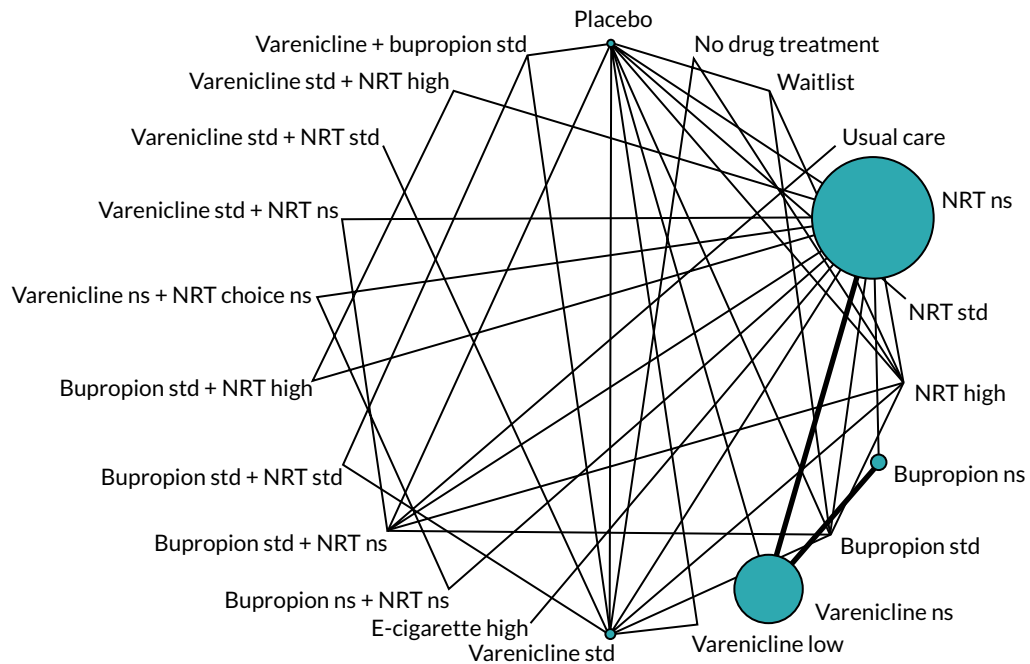 Placebo
Varenicline + bupropion std
No drug treatment
Varenicline std + NRT high
Waitlist
Varenicline std + NRT std
Usual care
Varenicline std + NRT ns
NRT ns
Varenicline ns + NRT choice ns
NRT std
Bupropion std + NRT high
NRT high
Bupropion std + NRT std
Bupropion ns
Bupropion std + NRT ns
Bupropion std
Bupropion ns + NRT ns
Varenicline ns
E-cigarette high
Varenicline low
Varenicline std